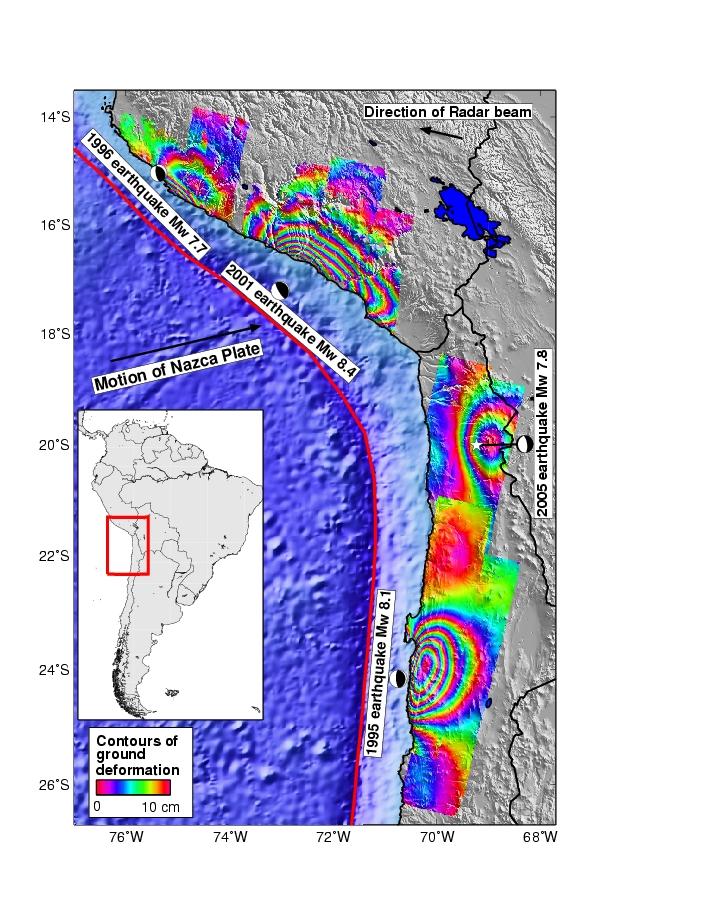 Direction of Radar beam
14°S
16°S
18°S
20°S
22°S
24°S
26°S
1996 earthquake Mw 7.7
2001 earthquake Mw 8.4
Motion of Nazca Plate
2005 earthquake Mw 7.8
1995 earthquake Mw 8.1
Contours of
ground
deformation
0 10 cm
76°W 74°W 72°W 70°W 68°W